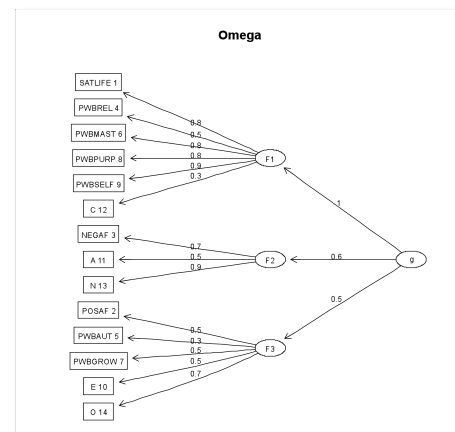 Omega
SATLIFE 1
PWBREL 4
PWBMAST 6
PWBPURP 8
PWBSELF 9
C 12
NEGAF 3
A 11
N 13
POSAF 2
PWBAUT 5
PWBGROW 7
E 10
O 14
0.8
0.5
0.8
0.8
0.9
0.3
0.7
0.5
0.9
0.5
0.3
0.5
0.5
0.7
F1
F2
F3
1
0.6
0.5
g